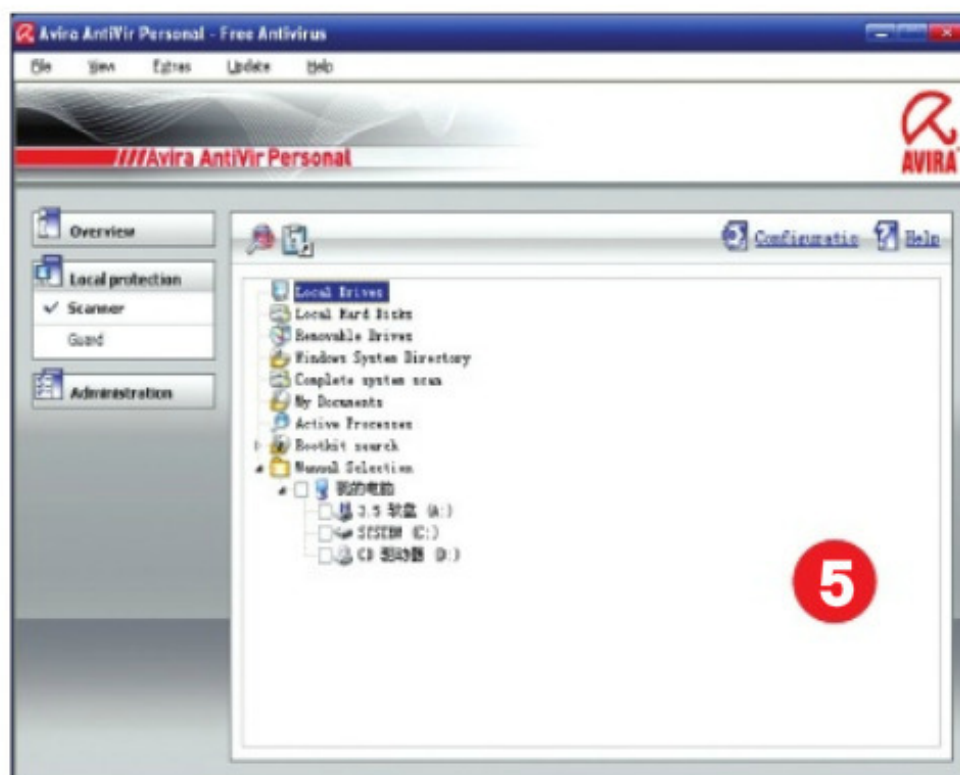 Avira AntiVir Personal - Free Antivirus
File View Extras Update Help
Avira AntiVir Personal
AVIRA
Overview
Configuratio Help
Local protection
Scanner
Guard
Administration
Local Drives
Local Hard Disks
Removable Drives
Windows System Directory
Complete system scan
My Documents
Active Processes
Rootkit search
Manual Selection
我的电脑
3.5 软盘 (A:)
SYSTEM (C:)
CD 驱动器 (D:)
5